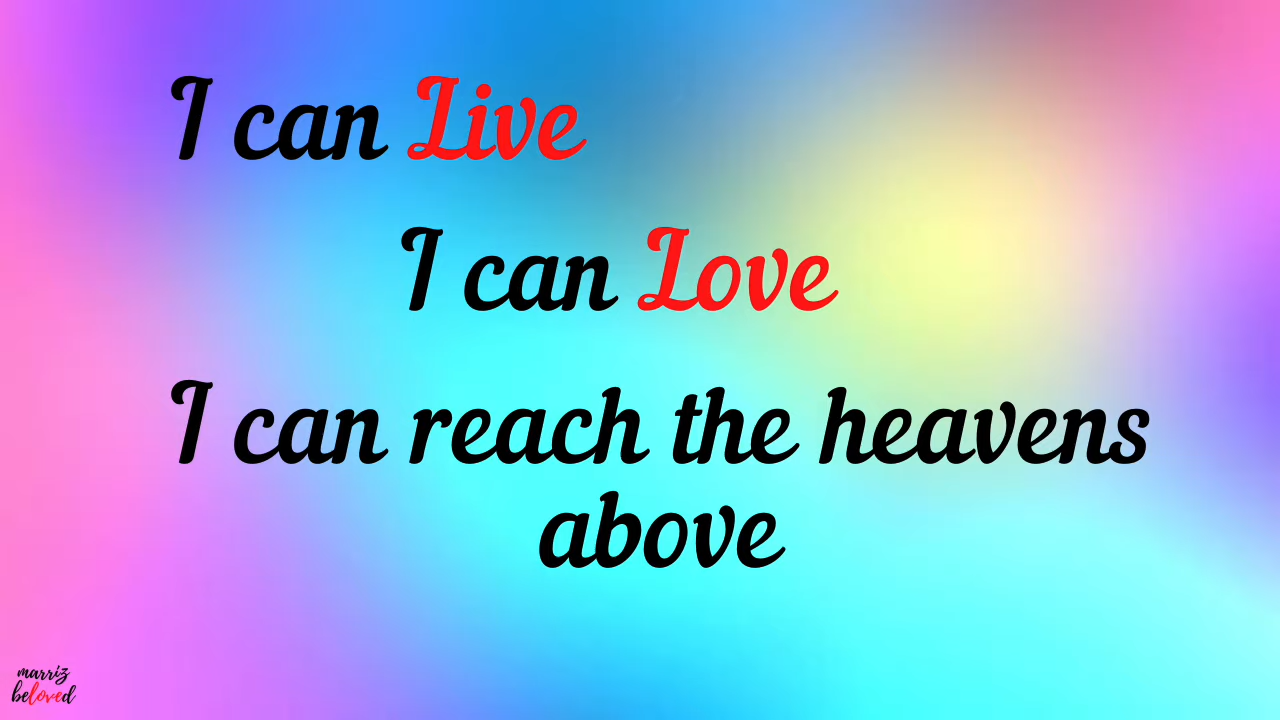 I can Live
I can Love
I can reach the heavens
above
marriz
beloved